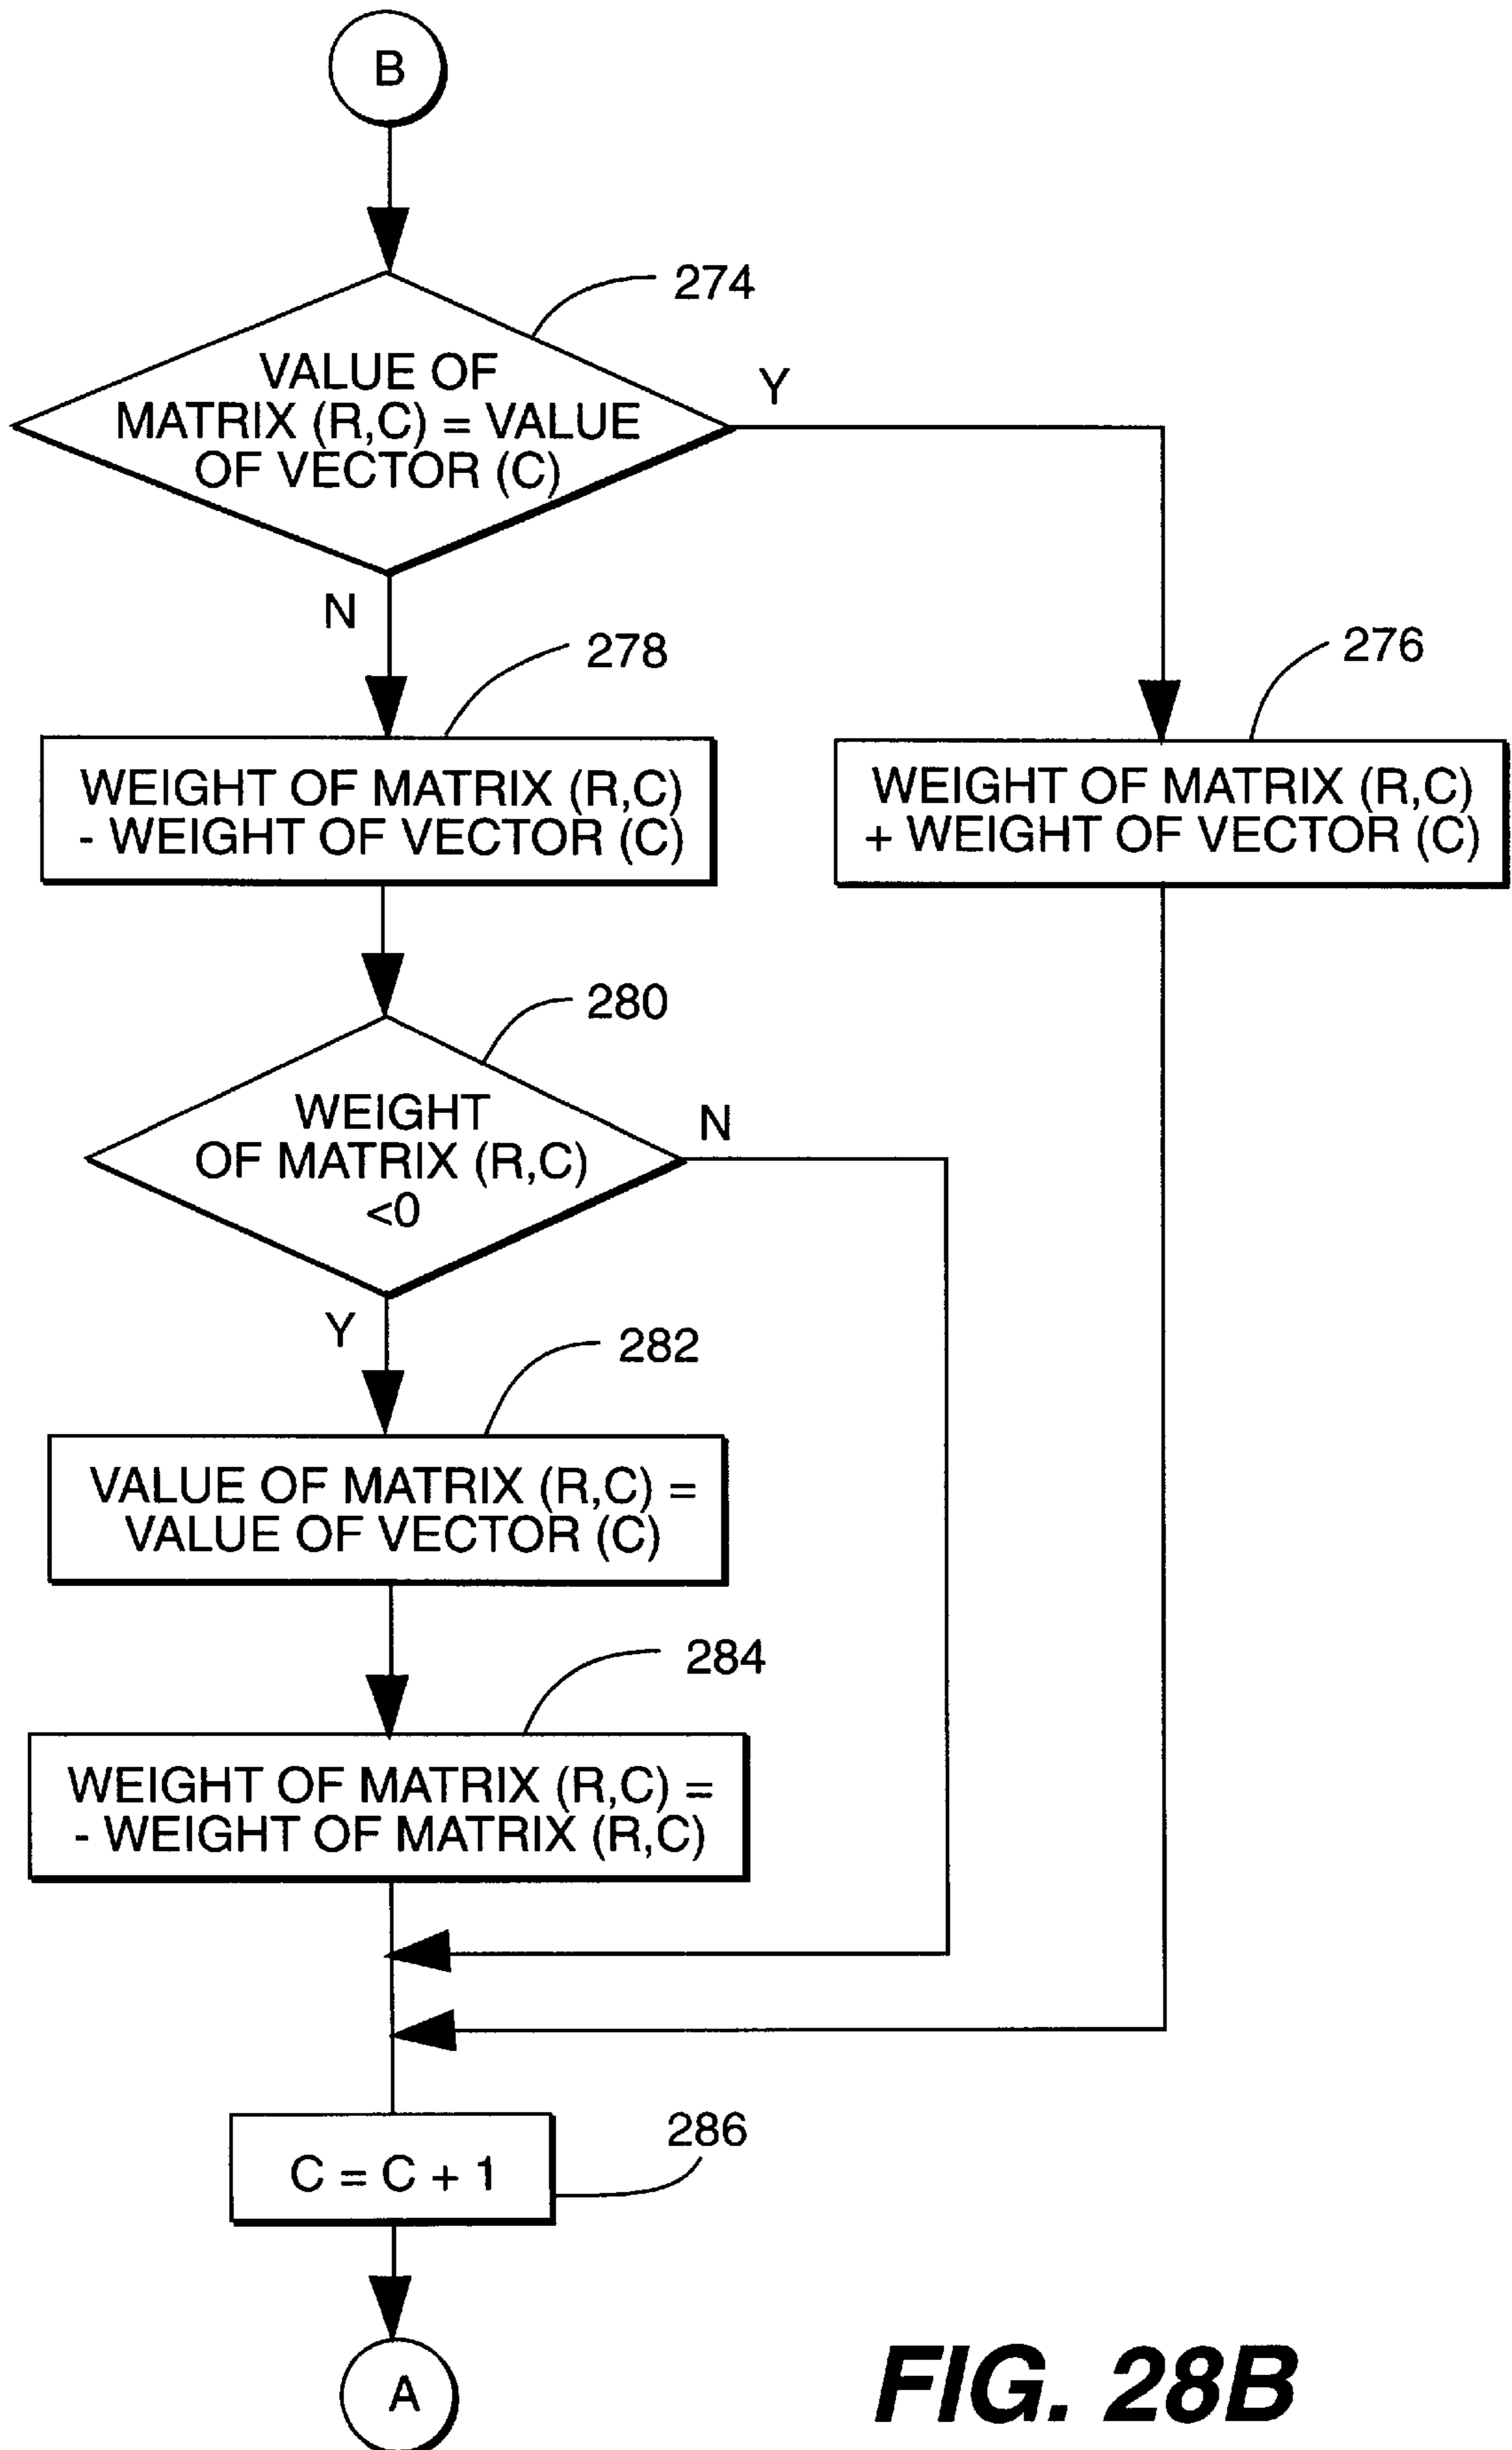 B
274
VALUE OF
MATRIX (R,C) = VALUE
OF VECTOR (C)
Y
N
278
276
WEIGHT OF MATRIX (R,C)
- WEIGHT OF VECTOR (C)
WEIGHT OF MATRIX (R,C)
+ WEIGHT OF VECTOR (C)
280
WEIGHT
OF MATRIX (R,C)
<0
N
Y
282
VALUE OF MATRIX (R,C) =
VALUE OF VECTOR (C)
284
WEIGHT OF MATRIX (R,C) =
- WEIGHT OF MATRIX (R,C)
286
C = C + 1
A
FIG. 28B